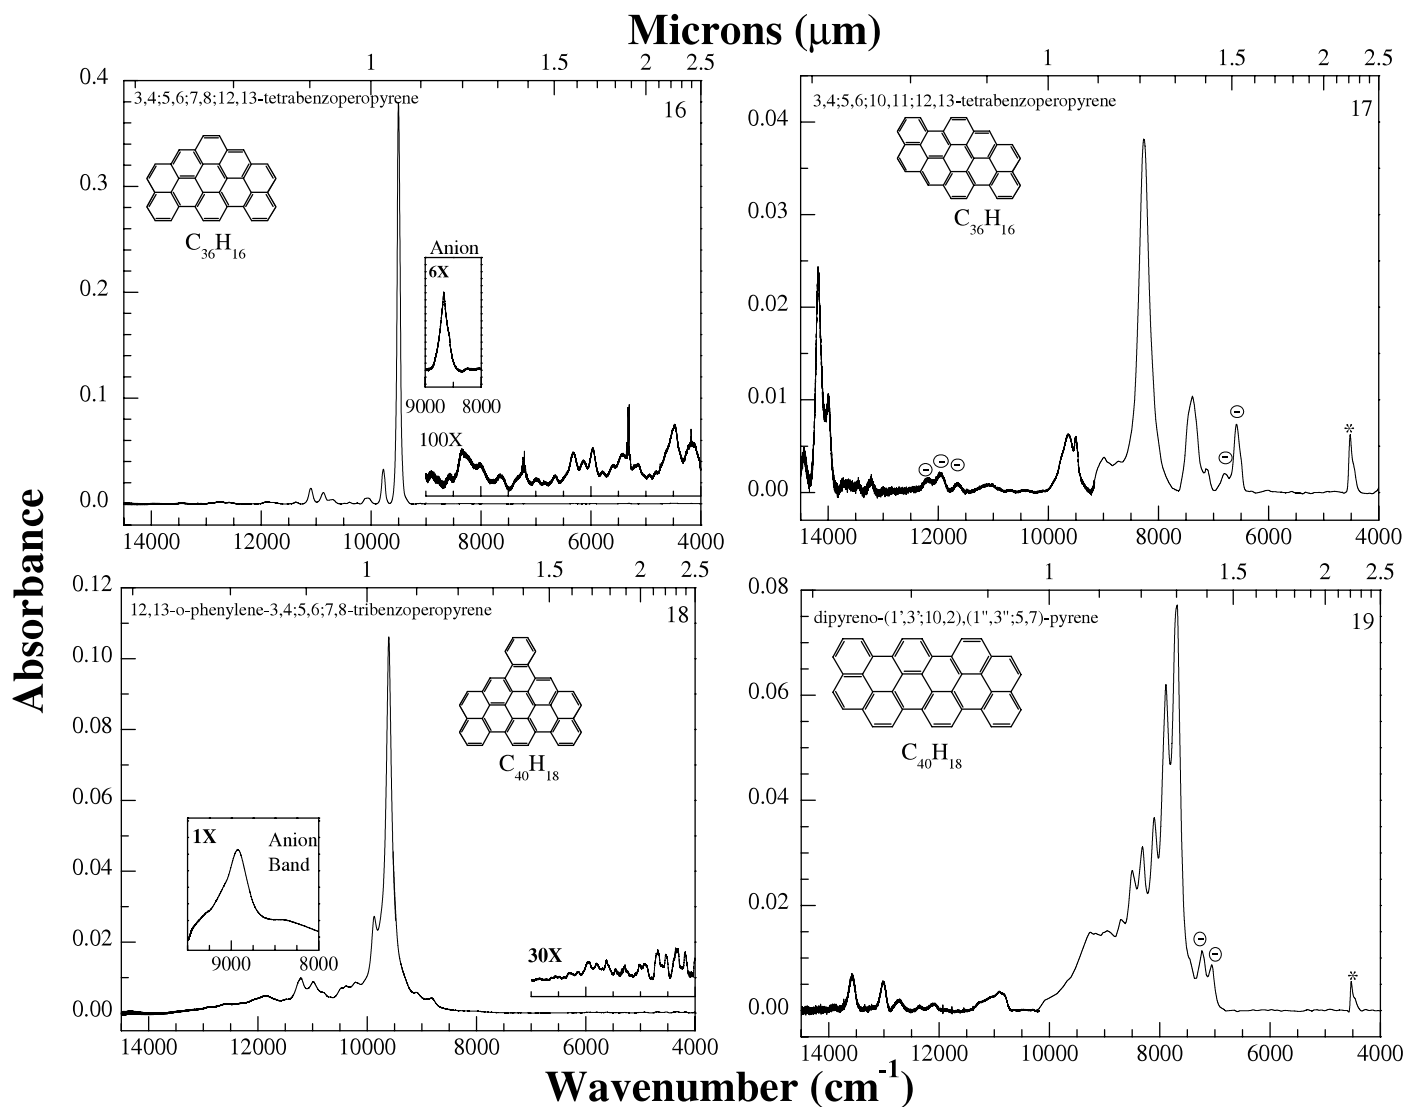 Microns (μm)
Absorbance
1 1.5 2 2.5
0.4
3,4;5,6;7,8;12,13-tetrabenzoperopyrene
16
C36H16
0.3
0.2
0.1
0.0
Anion
6X
9000 8000
100X
14000 12000 10000 8000 6000 4000
1 1.5 2 2.5
3,4;5,6;10,11;12,13-tetrabenzoperopyrene
17
C36H16
0.04
0.03
0.02
0.01
0.00
*
14000 12000 10000 8000 6000 4000
1 1.5 2 2.5
0.12
12,13-o-phenylene-3,4;5,6;7,8-tribenzoperopyrene
18
C40H18
0.10
0.08
0.06
0.04
0.02
0.00
1X
Anion
Band
9000 8000
30X
14000 12000 10000 8000 6000 4000
1 1.5 2 2.5
0.08
dipyreno-(1',3';10,2),(1",3";5,7)-pyrene
19
C40H18
0.06
0.04
0.02
0.00
*
14000 12000 10000 8000 6000 4000
Wavenumber (cm-1)